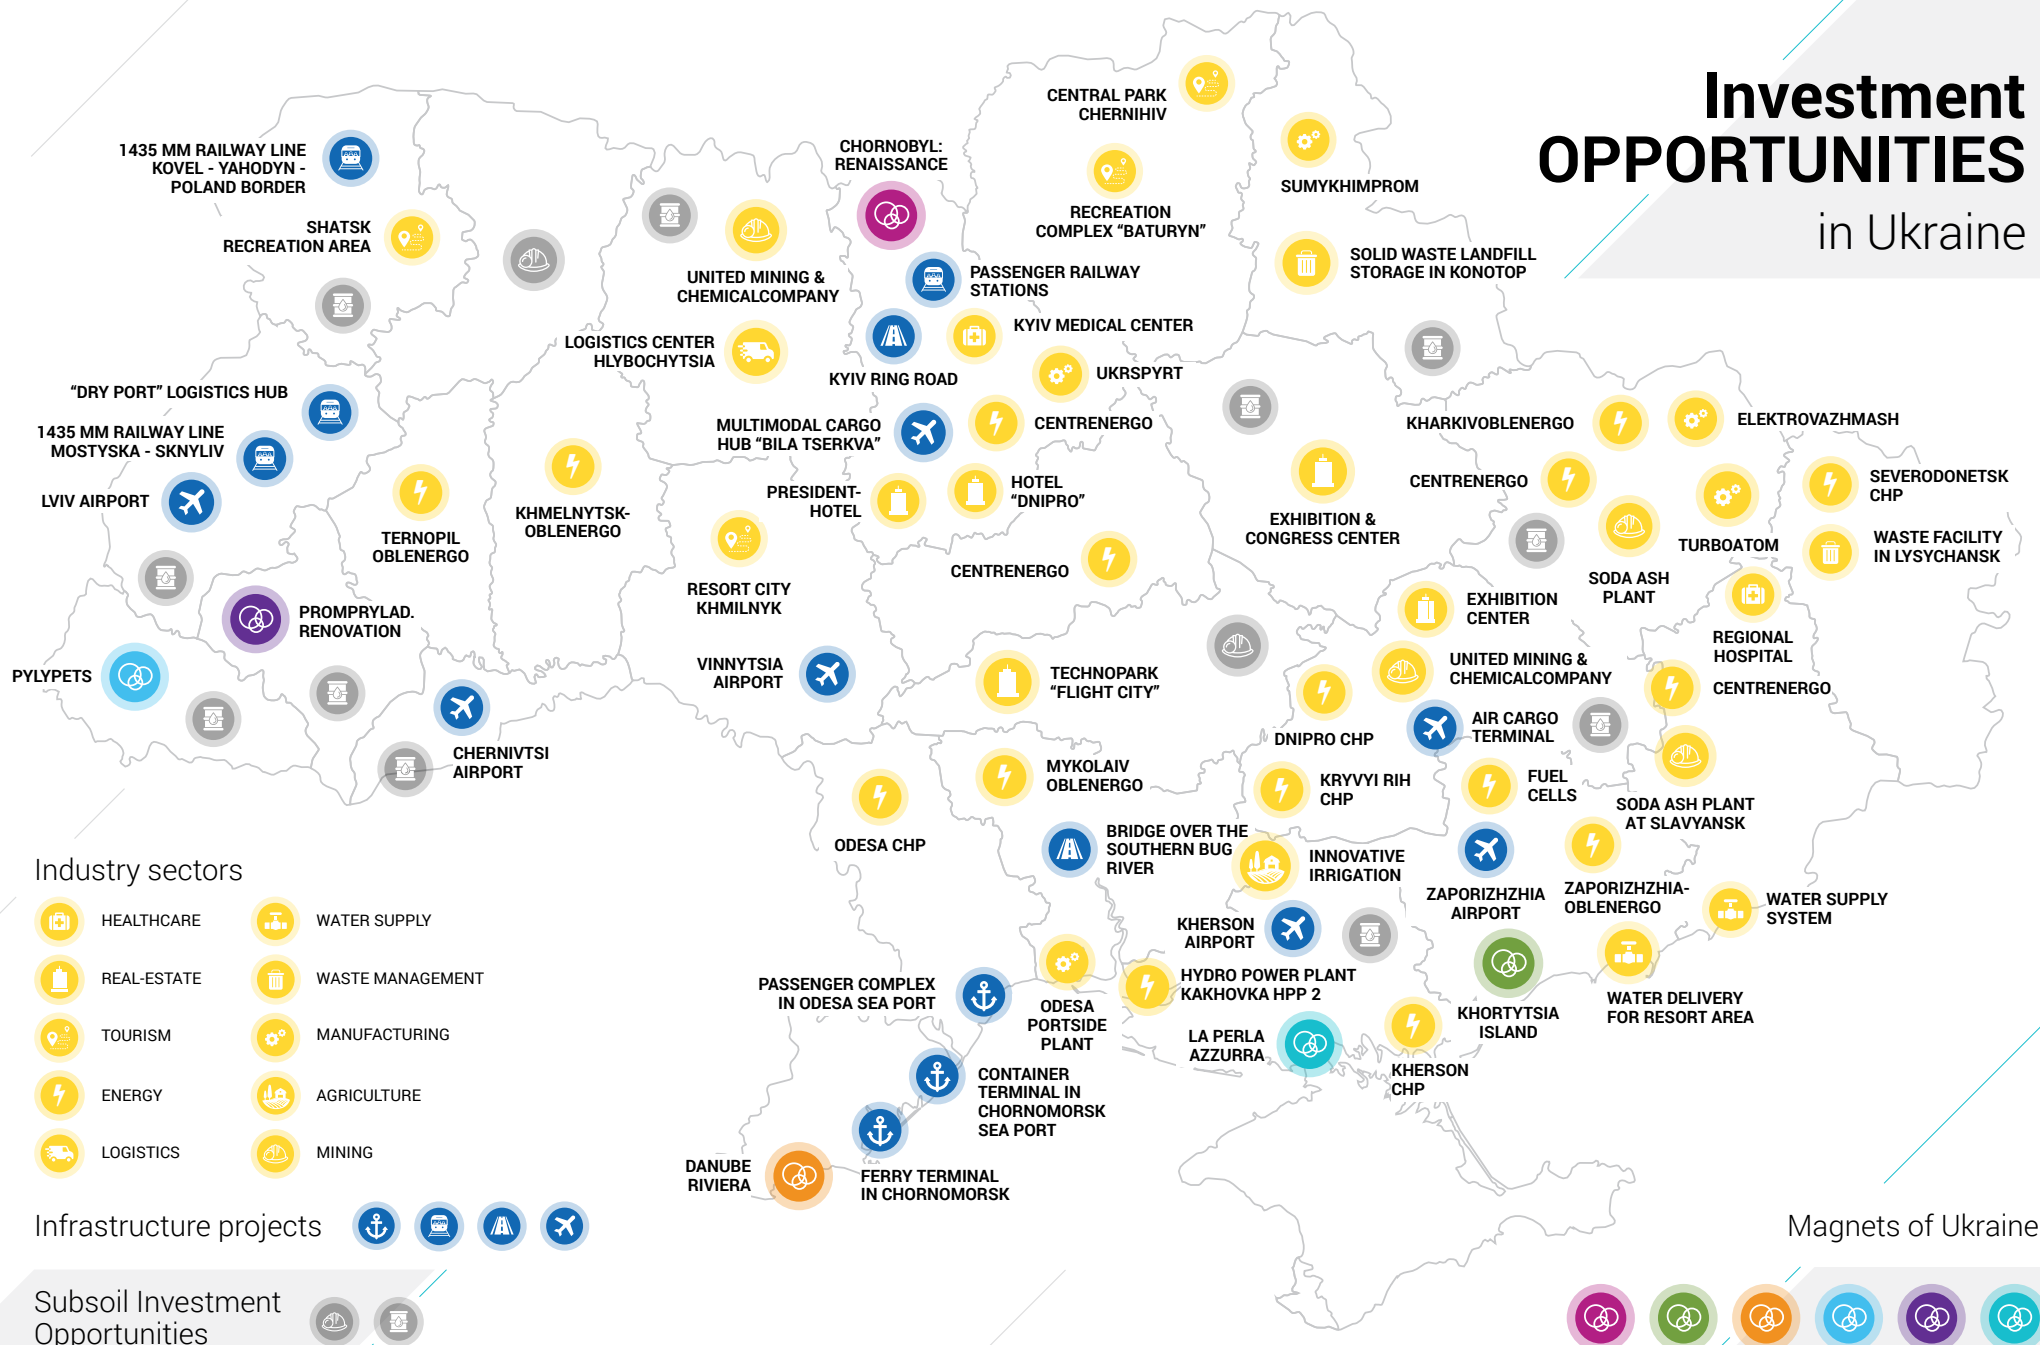 Investment
OPPORTUNITIES
in Ukraine
1435 MM RAILWAY LINE
KOVEL - YAHODYN -
POLAND BORDER
SHATSK
RECREATION AREA
"DRY PORT" LOGISTICS HUB
1435 MM RAILWAY LINE
MOSTYSKA - SKNYLIV
LVIV AIRPORT
TERNOPIL
OBLENERGO
KHMELNYTSK-
OBLENERGO
PROMPRYLAD.
RENOVATION
PYLYPETS
CHERNIVTSI
AIRPORT
UNITED MINING &
CHEMICALCOMPANY
LOGISTICS CENTER
HLYBOCHYTSIA
CHORNOBYL:
RENAISSANCE
PASSENGER RAILWAY
STATIONS
KYIV MEDICAL CENTER
KYIV RING ROAD
UKRSPYRT
MULTIMODAL CARGO
HUB “BILA TSERKVA”
CENTRENERGO
PRESIDENT-
HOTEL
HOTEL
“DNIPRO”
RESORT CITY
KHMILNYK
CENTRENERGO
VINNYTSIA
AIRPORT
TECHNOPARK
“FLIGHT CITY”
CENTRAL PARK
CHERNIHIV
RECREATION
COMPLEX “BATURYN”
SUMYKHIMPROM
SOLID WASTE LANDFILL
STORAGE IN KONOTOP
EXHIBITION &
CONGRESS CENTER
KHARKIVOBLENERGO
ELEKTROVAZHMASH
CENTRENERGO
SEVERODONETSK
CHP
TURBOATOM
WASTE FACILITY
IN LYSYCHANSK
SODA ASH
PLANT
EXHIBITION
CENTER
REGIONAL
HOSPITAL
UNITED MINING &
CHEMICALCOMPANY
CENTRENERGO
DNIPRO CHP
AIR CARGO
TERMINAL
KRYVYI RIH
CHP
FUEL
CELLS
SODA ASH PLANT
AT SLAVYANSK
MYKOLAIV
OBLENERGO
ODESA CHP
BRIDGE OVER THE
SOUTHERN BUG
RIVER
INNOVATIVE
IRRIGATION
ZAPORIZHZHIA
AIRPORT
ZAPORIZHZHIA-
OBLENERGO
WATER SUPPLY
SYSTEM
KHERSON
AIRPORT
HYDRO POWER PLANT
KAKHOVKA HPP 2
PASSENGER COMPLEX
IN ODESA SEA PORT
ODESA
PORTSIDE
PLANT
LA PERLA
AZZURRA
KHORTYTSIA
ISLAND
WATER DELIVERY
FOR RESORT AREA
KHERSON
CHP
CONTAINER
TERMINAL IN
CHORNOMORSK
SEA PORT
DANUBE
RIVIERA
FERRY TERMINAL
IN CHORNOMORSK
Industry sectors
HEALTHCARE
WATER SUPPLY
REAL-ESTATE
WASTE MANAGEMENT
TOURISM
MANUFACTURING
ENERGY
AGRICULTURE
LOGISTICS
MINING
Infrastructure projects
Subsoil Investment
Opportunities
Magnets of Ukraine